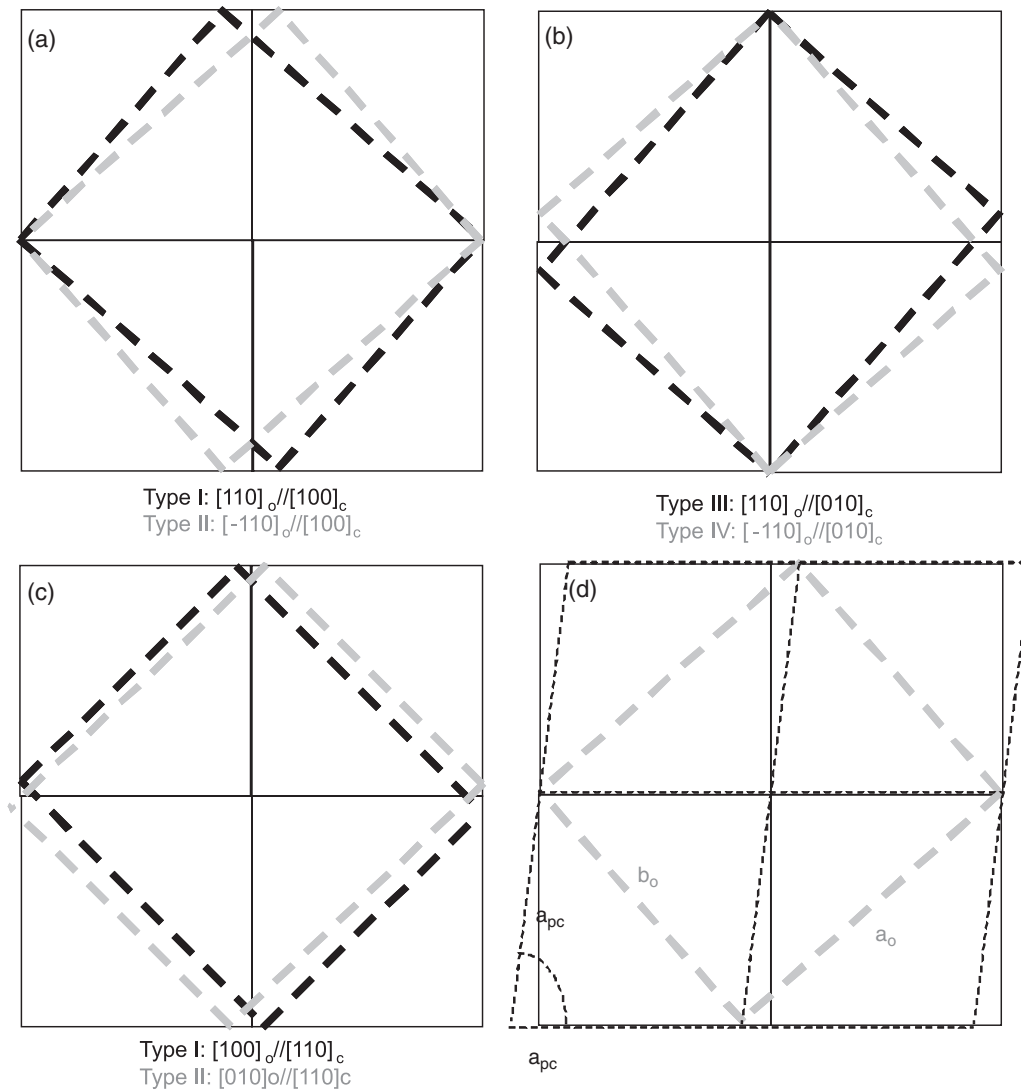 (a)
(b)
Type I: [110]o//[100]c
Type II: [-110]o//[100]c
Type III: [110]o//[010]c
Type IV: [-110]o//[010]c
(c)
(d)
bo
apc
ao
apc
Type I: [100]o//[110]c
Type II: [010]o//[110]c